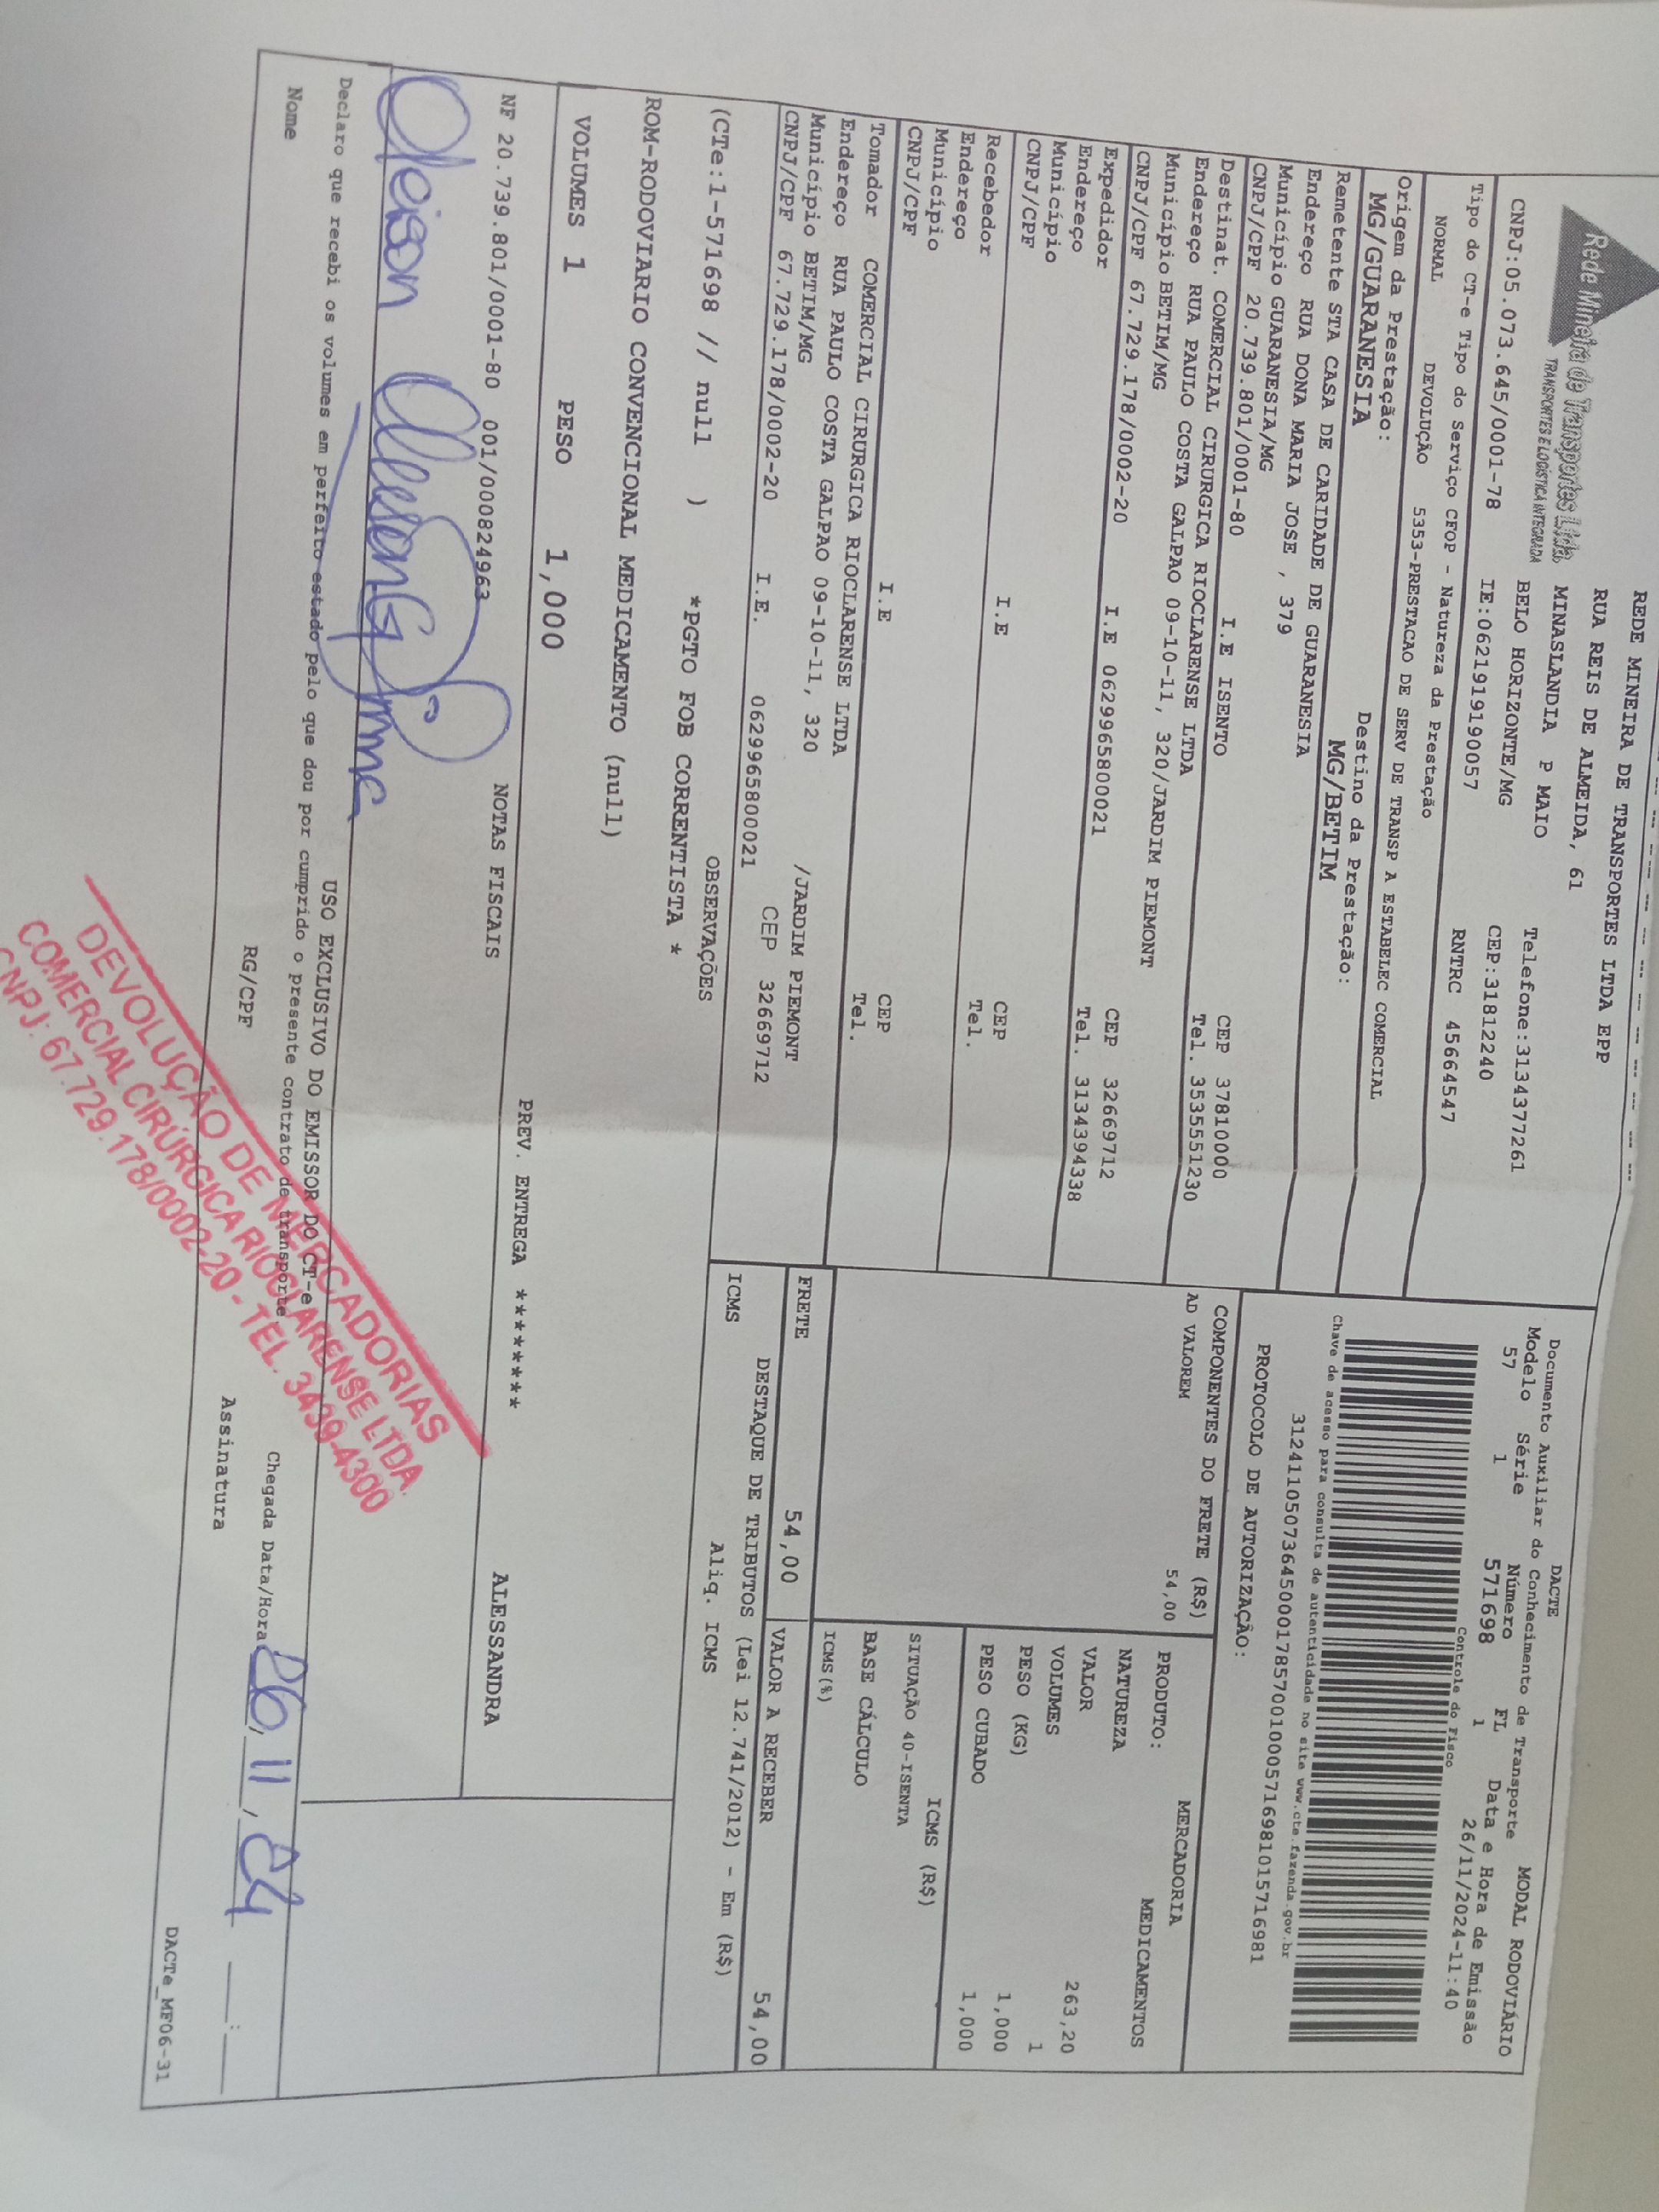 Rede Mineira de Transportes Ltda.
TRANSPORTES E LOGÍSTICA INTEGRADA
REDE MINEIRA DE TRANSPORTES LTDA EPP
RUA REIS DE ALMEIDA, 61
MINASLANDIA P MAIO
BELO HORIZONTE/MG
Telefone:3134377261
CEP:31812240
CNPJ:05.073.645/0001-78 IE:0621919190057 RNTRC 45664547
Tipo do CT-e Tipo do Serviço CFOP - Natureza da Prestação
NORMAL DEVOLUÇÃO 5353-PRESTACAO DE SERV DE TRANSP A ESTABELEC COMERCIAL
Origem da Prestação: Destino da Prestação:
MG/GUARANESIA MG/BETIM
DACTE
Documento Auxiliar do Conhecimento de Transporte MODAL RODOVIÁRIO
Modelo Série Número FL Data e Hora de Emissão
57 1 571698 1 26/11/2024-11:40
Controle do Fisco
Chave de acesso para consulta de autenticidade no site www.cte.fazenda.gov.br
31241105073645000178570010005716981015716981
PROTOCOLO DE AUTORIZAÇÃO:
Remetente STA CASA DE CARIDADE DE GUARANESIA
Endereço RUA DONA MARIA JOSE , 379
Município GUARANESIA/MG CEP 37810000
CNPJ/CPF 20.739.801/0001-80 I.E ISENTO Tel. 3535551230
Destinat. COMERCIAL CIRURGICA RIOCLARENSE LTDA
Endereço RUA PAULO COSTA GALPAO 09-10-11, 320/JARDIM PIEMONT
Município BETIM/MG CEP 32669712
CNPJ/CPF 67.729.178/0002-20 I.E 0629965800021 Tel. 3134394338
Expedidor
Endereço
Município CEP
CNPJ/CPF I.E Tel.
Recebedor
Endereço
Município CEP
CNPJ/CPF I.E Tel.
Tomador COMERCIAL CIRURGICA RIOCLARENSE LTDA
Endereço RUA PAULO COSTA GALPAO 09-10-11, 320 /JARDIM PIEMONT
Município BETIM/MG CEP 32669712
CNPJ/CPF 67.729.178/0002-20 I.E. 0629965800021
COMPONENTES DO FRETE (R$)
AD VALOREM 54,00
FRETE 54,00
MERCADORIA
PRODUTO: MEDICAMENTOS
NATUREZA
VALOR 263,20
VOLUMES 1
PESO (KG) 1,000
PESO CUBADO 1,000
ICMS (R$)
SITUAÇÃO 40-ISENTA
BASE CÁLCULO
ICMS(%)
VALOR A RECEBER 54,00
DESTAQUE DE TRIBUTOS (Lei 12.741/2012) - Em (R$)
ICMS Aliq. ICMS
OBSERVAÇÕES
(CTe:1-571698 // null ) *PGTO FOB CORRENTISTA *
ROM-RODOVIARIO CONVENCIONAL MEDICAMENTO (null)
VOLUMES 1 PESO 1,000
PREV. ENTREGA ********
NOTAS FISCAIS
NF 20.739.801/0001-80 001/000824963 ALESSANDRA
USO EXCLUSIVO DO EMISSOR DO CT-e
Declaro que recebi os volumes em perfeito estado pelo que dou por cumprido o presente contrato de transporte.
Nome RG/CPF Assinatura
Chegada Data/Hora 26/11/24 __:__
DACTe_MF06-31
DEVOLUÇÃO DE MERCADORIAS
COMERCIAL CIRÚRGICA RIOCLARENSE LTDA.
CNPJ: 67.729.178/0002-20 - TEL. 3439-4300